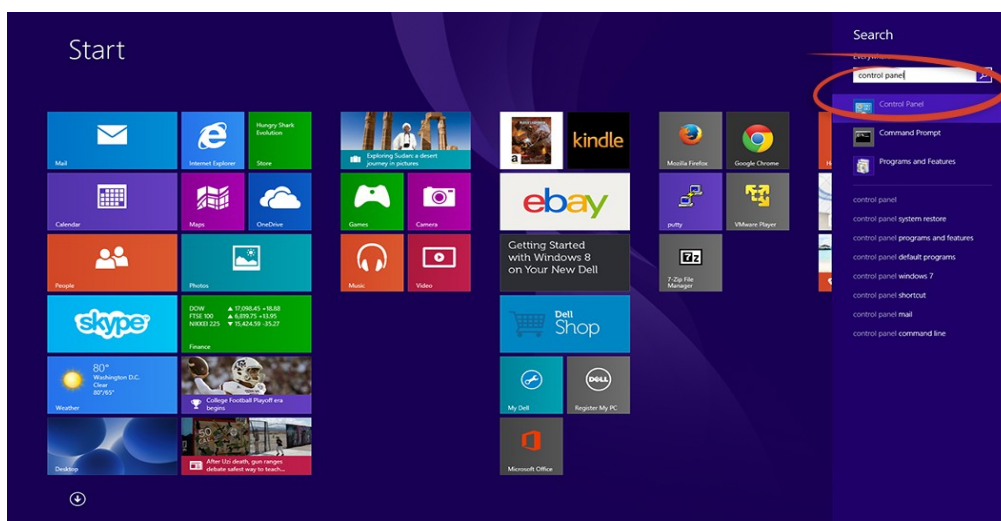 Start
Mail
Internet Explorer
Hungry Shark
Evolution
Store
Exploring Sudan: a desert
journey in pictures
a
kindle
Mozilla Firefox
Google Chrome
Calendar
Maps
OneDrive
Games
Camera
ebay
putty
VMware Player
People
Photos
Music
Video
Getting Started
with Windows 8
on Your New Dell
7z
7-Zip File
Manager
skype
DOW ▲ 17,098.45 +18.88
FTSE 100 ▲ 6,819.75 +13.95
NIKKEI 225 ▼ 15,424.59 -35.27
Finance
Dell
Shop
80°
Washington D.C.
Clear
80°/65°
Weather
College Football Playoff era
begins
My Dell
DELL
Register My PC
Desktop
After Uzi death, gun ranges
debate safest way to teach...
Microsoft Office
Search
control panel
Control Panel
Command Prompt
Programs and Features
control panel
control panel system restore
control panel programs and features
control panel default programs
control panel windows 7
control panel shortcut
control panel mail
control panel command line